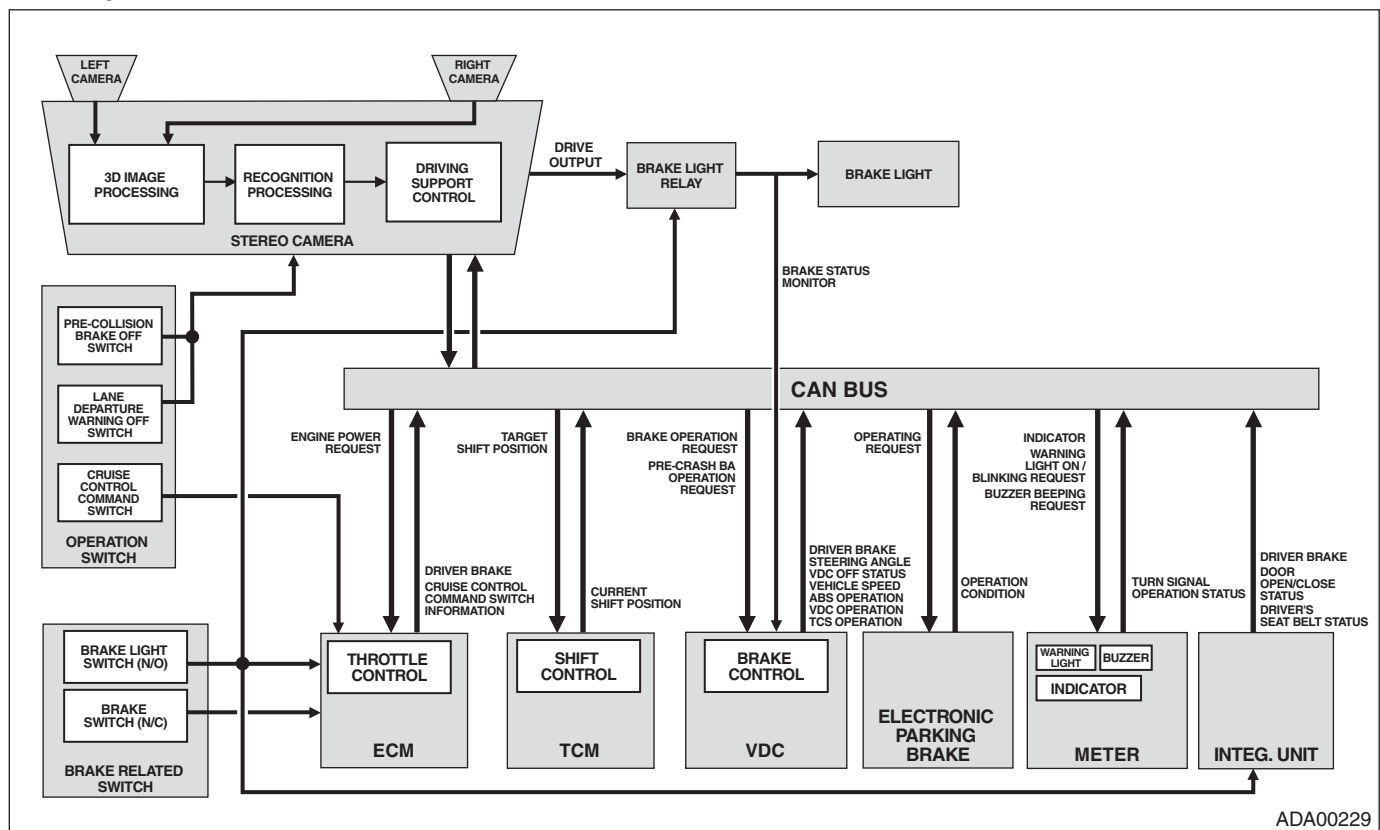 LEFT
CAMERA
RIGHT
CAMERA
3D IMAGE
PROCESSING
RECOGNITION
PROCESSING
DRIVING
SUPPORT
CONTROL
STEREO CAMERA
DRIVE
OUTPUT
BRAKE LIGHT
RELAY
BRAKE LIGHT
BRAKE STATUS
MONITOR
PRE-COLLISION
BRAKE OFF
SWITCH
LANE
DEPARTURE
WARNING OFF
SWITCH
CRUISE
CONTROL
COMMAND
SWITCH
OPERATION
SWITCH
CAN BUS
ENGINE POWER
REQUEST
TARGET
SHIFT POSITION
BRAKE OPERATION
REQUEST
PRE-CRASH BA
OPERATION
REQUEST
OPERATING
REQUEST
INDICATOR
WARNING
LIGHT ON /
BLINKING REQUEST
BUZZER BEEPING
REQUEST
DRIVER BRAKE
CRUISE CONTROL
COMMAND SWITCH
INFORMATION
CURRENT
SHIFT POSITION
DRIVER BRAKE
STEERING ANGLE
VDC OFF STATUS
VEHICLE SPEED
ABS OPERATION
VDC OPERATION
TCS OPERATION
OPERATION
CONDITION
TURN SIGNAL
OPERATION STATUS
DRIVER BRAKE
DOOR
OPEN/CLOSE
STATUS
DRIVER'S
SEAT BELT STATUS
BRAKE LIGHT
SWITCH (N/O)
BRAKE
SWITCH (N/C)
BRAKE RELATED
SWITCH
THROTTLE
CONTROL
ECM
SHIFT
CONTROL
TCM
BRAKE
CONTROL
VDC
ELECTRONIC
PARKING
BRAKE
WARNING
LIGHT
BUZZER
INDICATOR
METER
INTEG. UNIT
ADA00229